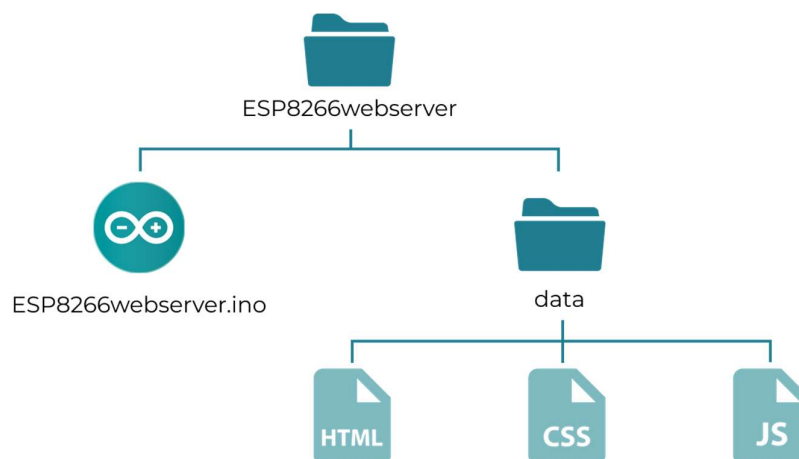 ESP8266webserver
ESP8266webserver.ino
data
HTML
CSS
JS